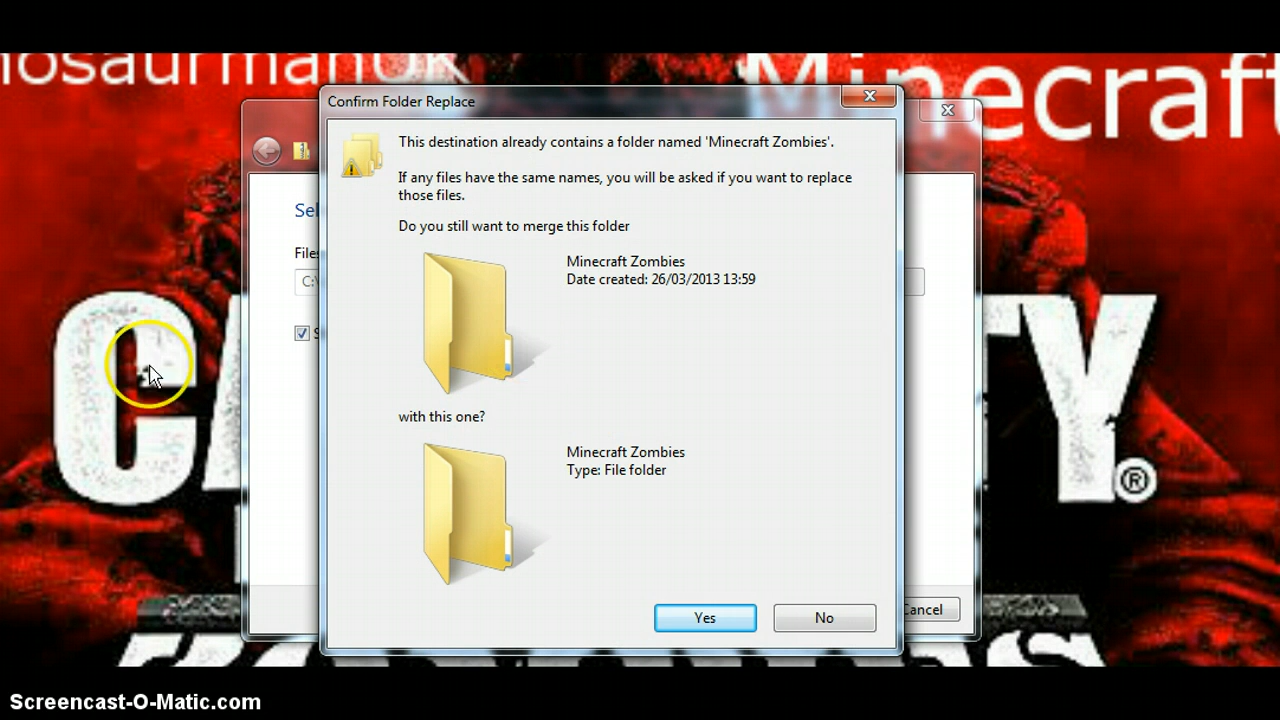 Minecraft
Confirm Folder Replace
This destination already contains a folder named 'Minecraft Zombies'.
If any files have the same names, you will be asked if you want to replace
those files.
Do you still want to merge this folder
Minecraft Zombies
Date created: 26/03/2013 13:59
with this one?
Minecraft Zombies
Type: File folder
Yes
No
Cancel
Screencast-O-Matic.com